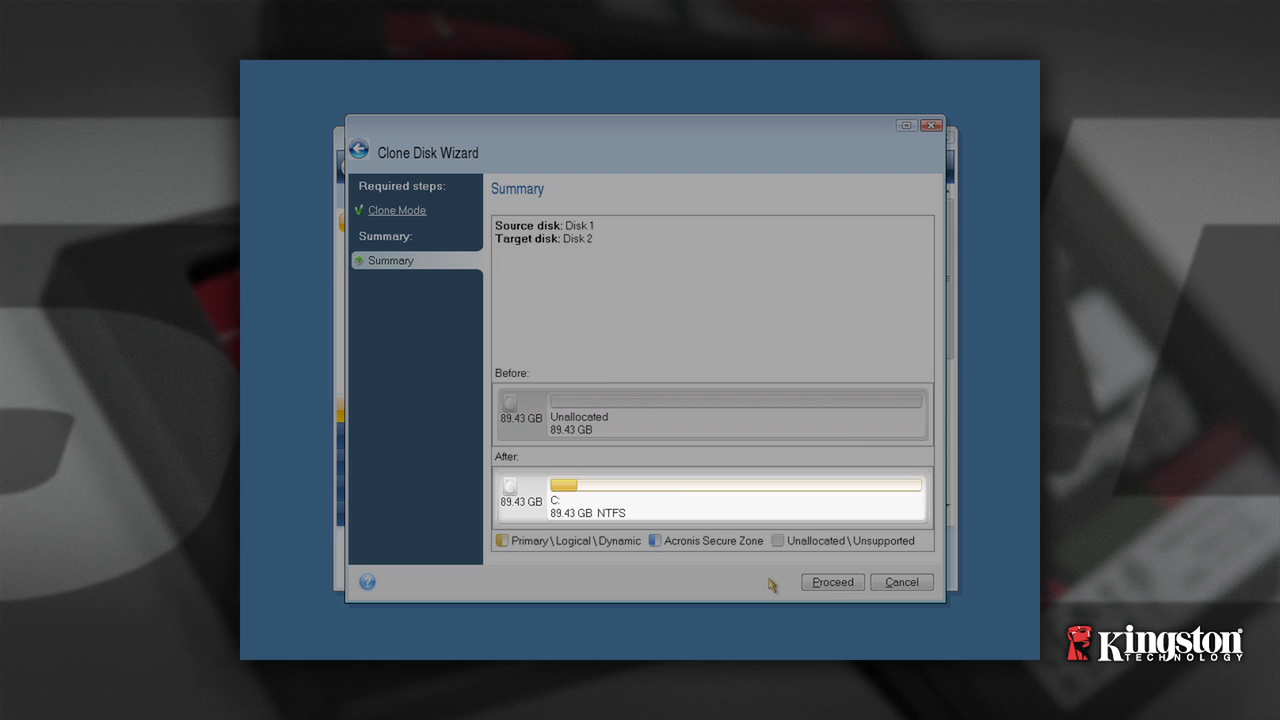 Clone Disk Wizard
Required steps:
Clone Mode
Summary:
Summary
Summary
Source disk: Disk 1
Target disk: Disk 2
Before:
89.43 GB
Unallocated
89.43 GB
After:
89.43 GB
C:
89.43 GB NTFS
Primary \ Logical \ Dynamic
Acronis Secure Zone
Unallocated \ Unsupported
Proceed
Cancel
Kingston
TECHNOLOGY